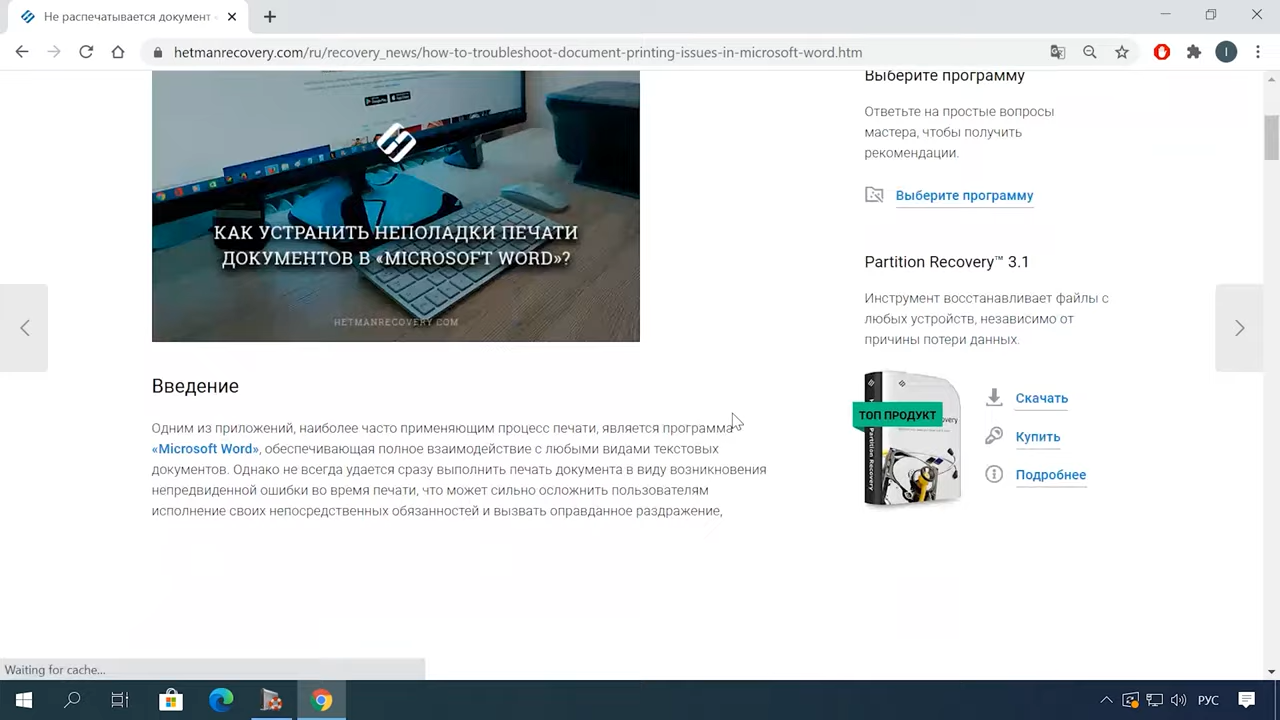 Не распечатывается документ
hetmanrecovery.com/ru/recovery_news/how-to-troubleshoot-document-printing-issues-in-microsoft-word.htm
КАК УСТРАНИТЬ НЕПОЛАДКИ ПЕЧАТИ
ДОКУМЕНТОВ В «MICROSOFT WORD»?
HETMANRECOVERY.COM
Введение
Одним из приложений, наиболее часто применяющим процесс печати, является программа
«Microsoft Word», обеспечивающая полное взаимодействие с любыми видами текстовых
документов. Однако не всегда удается сразу выполнить печать документа в виду возникновения
непредвиденной ошибки во время печати, что может сильно осложнить пользователям
исполнение своих непосредственных обязанностей и вызвать оправданное раздражение,
Выберите программу
Ответьте на простые вопросы
мастера, чтобы получить
рекомендации.
Выберите программу
Partition Recovery™ 3.1
Инструмент восстанавливает файлы с
любых устройств, независимо от
причины потери данных.
ТОП ПРОДУКТ
Partition Recovery
Скачать
Купить
Подробнее
Waiting for cache...
РУС